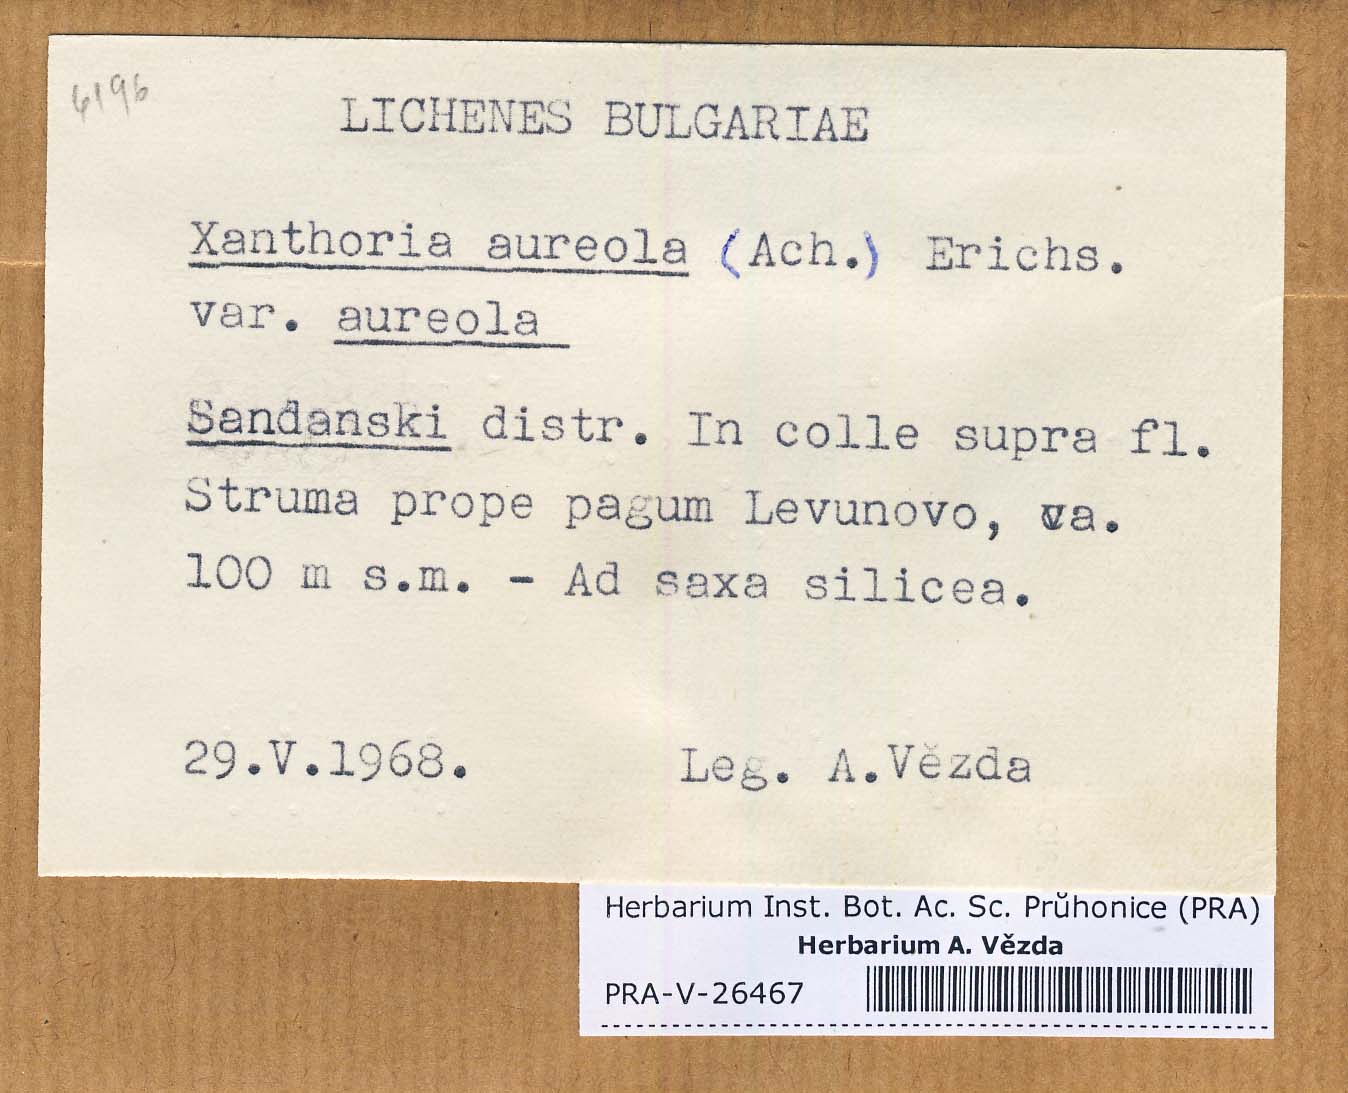 6196
LICHENES BULGARIAE
Xanthoria aureola (Ach.) Erichs.
var. aureola
Sandanski distr. In colle supra fl.
Struma prope pagum Levunovo, ca.
100 m s.m. - Ad saxa silicea.
29.V.1968. Leg. A.Vězda
Herbarium Inst. Bot. Ac. Sc. Průhonice (PRA)
Herbarium A. Vězda
PRA-V-26467